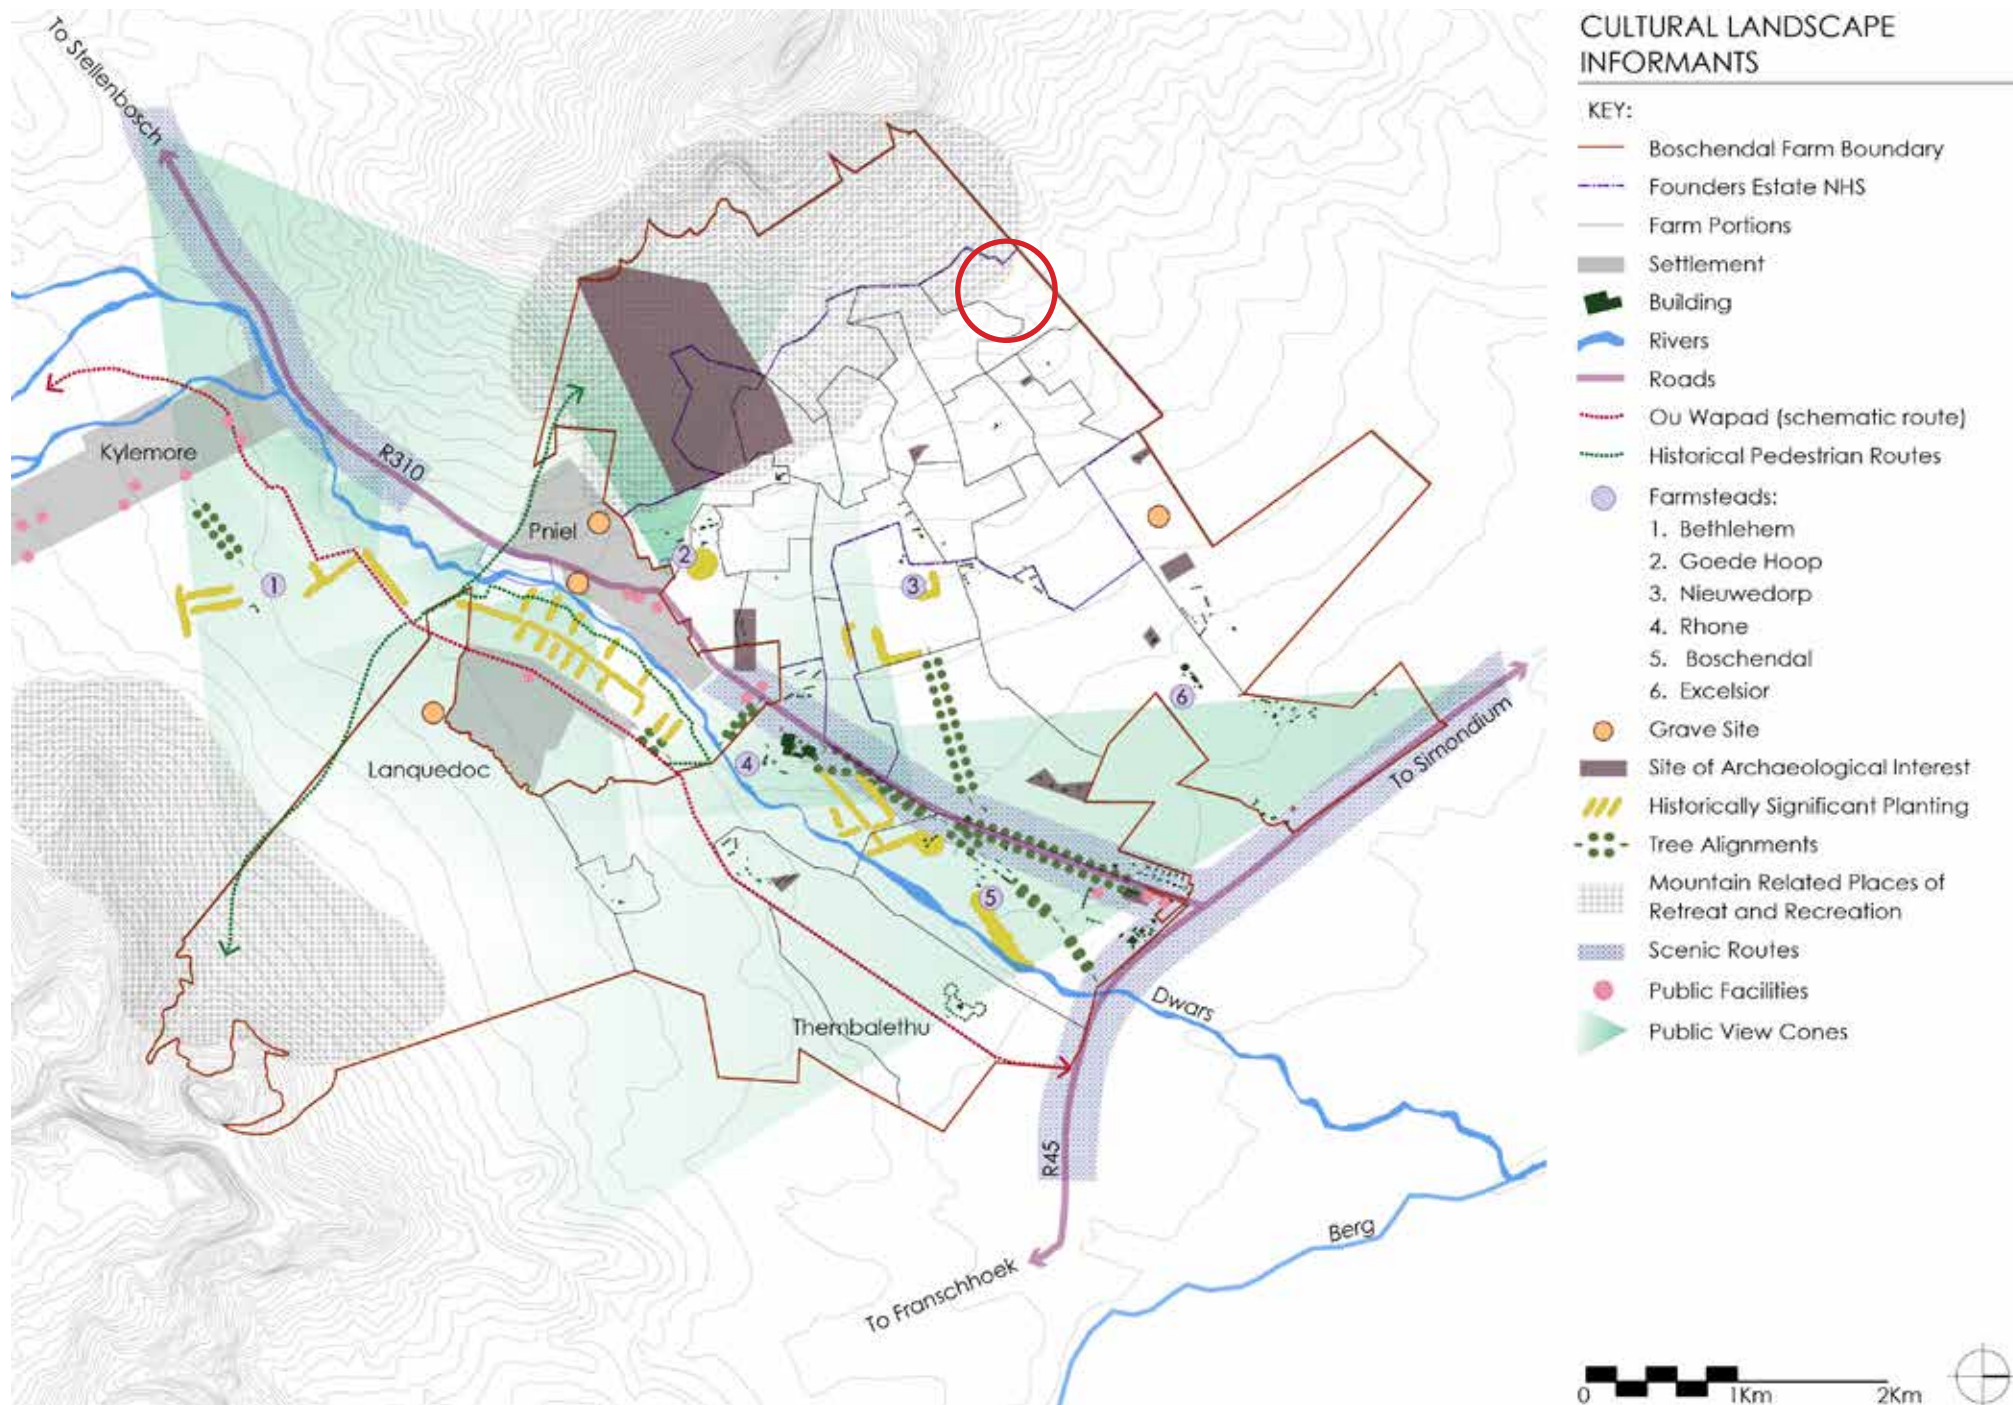 CULTURAL LANDSCAPE
INFORMANTS
KEY:
Boschendal Farm Boundary
Founders Estate NHS
Farm Portions
Settlement
Building
Rivers
Roads
Ou Wapad (schematic route)
Historical Pedestrian Routes
Farmsteads:
1. Bethlehem
2. Goede Hoop
3. Nieuwedorp
4. Rhone
5. Boschendal
6. Excelsior
Grave Site
Site of Archaeological Interest
Historically Significant Planting
Tree Alignments
Mountain Related Places of
Retreat and Recreation
Scenic Routes
Public Facilities
Public View Cones
0 1Km 2Km
To Stellenbosch
R310
Kylemore
Pniel
1
2
3
4
5
6
Lanquedoc
To Simondium
Thembalethu
Dwars
R45
Berg
To Franschhoek